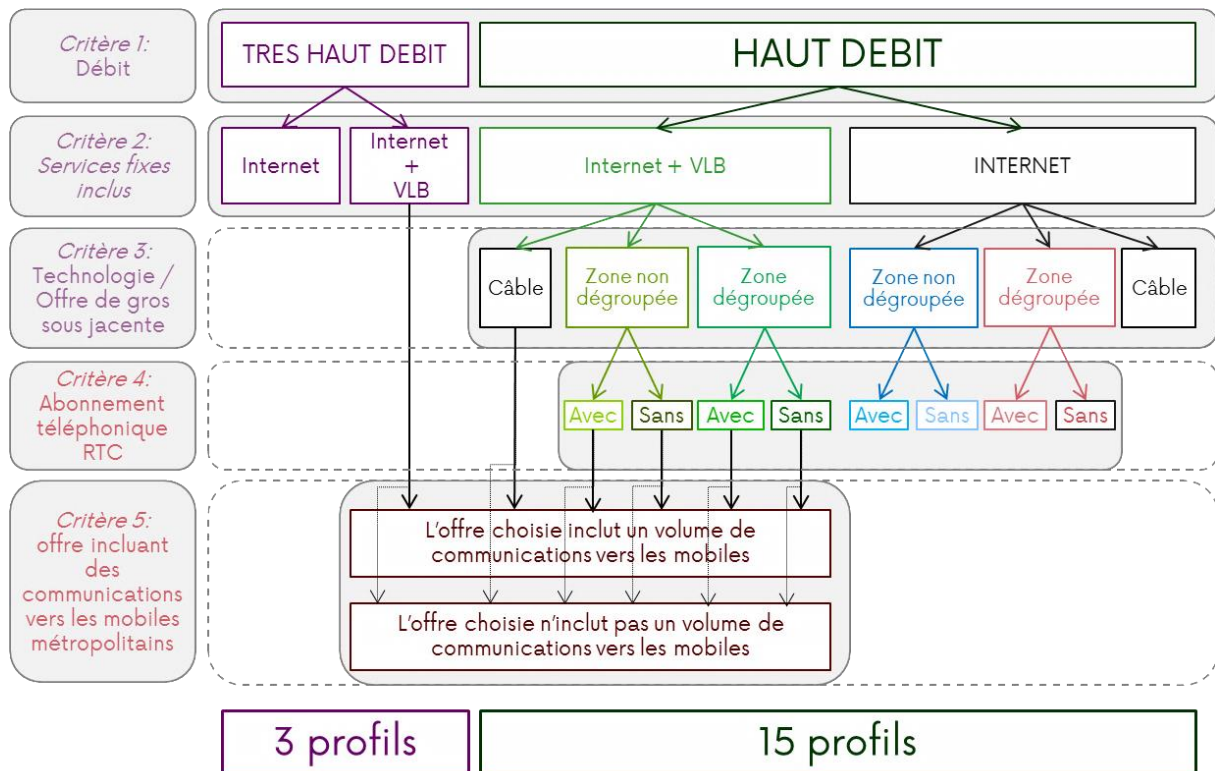 Critère 1:
Débit
TRES HAUT DEBIT
HAUT DEBIT
Critère 2:
Services fixes
inclus
Internet
Internet
+
VLB
Internet + VLB
INTERNET
Critère 3:
Technologie /
Offre de gros
sous jacente
Câble
Zone non
dégroupée
Zone
dégroupée
Zone non
dégroupée
Zone
dégroupée
Câble
Critère 4:
Abonnement
téléphonique
RTC
Avec
Sans
Avec
Sans
Avec
Sans
Avec
Sans
Critère 5:
offre incluant
des
communications
vers les mobiles
métropolitains
L'offre choisie inclut un volume de
communications vers les mobiles
L'offre choisie n'inclut pas un volume de
communications vers les mobiles
3 profils
15 profils